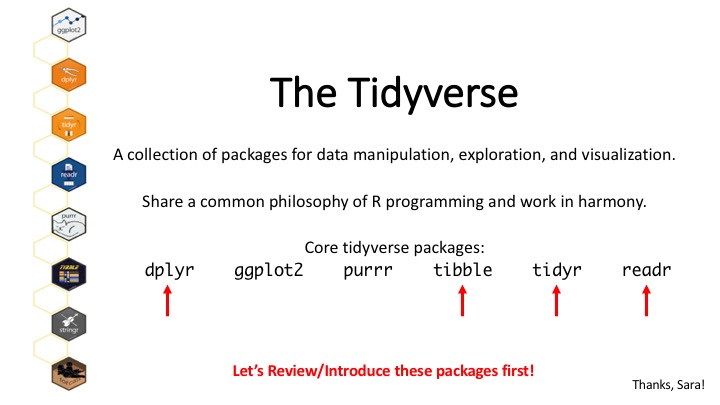 The Tidyverse
A collection of packages for data manipulation, exploration, and visualization.
Share a common philosophy of R programming and work in harmony.
Core tidyverse packages:
dplyr ggplot2 purrr tibble tidyr readr
Let’s Review/Introduce these packages first!
Thanks, Sara!
ggplot2
dplyr
tidyr
readr
purrr
TIBBLE
stringr